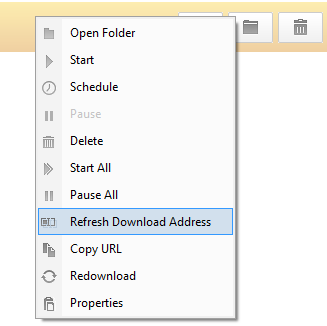 Open Folder
Start
Schedule
Pause
Delete
Start All
Pause All
Refresh Download Address
Copy URL
Redownload
Properties